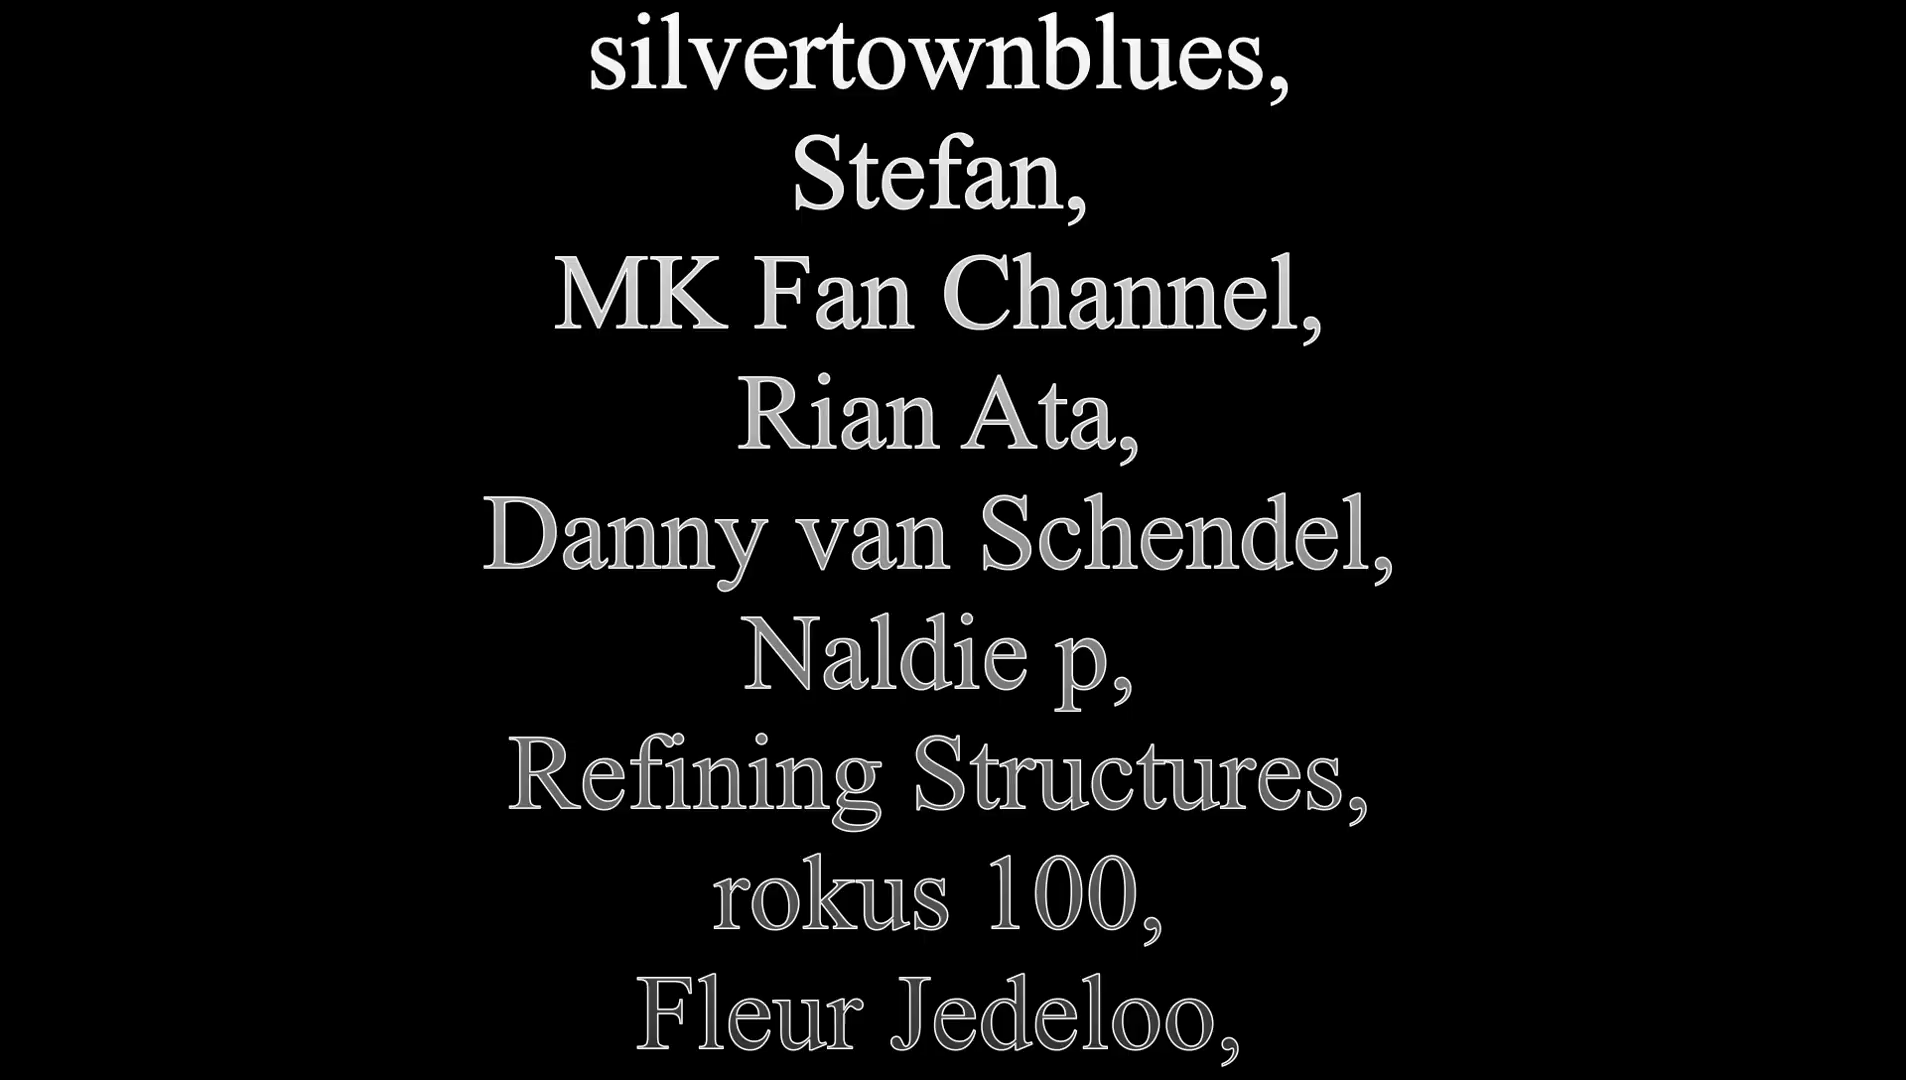 silvertownblues,
Stefan,
MK Fan Channel,
Rian Ata,
Danny van Schendel,
Naldie p,
Refining Structures,
rokus 100,
Fleur Jedeloo,